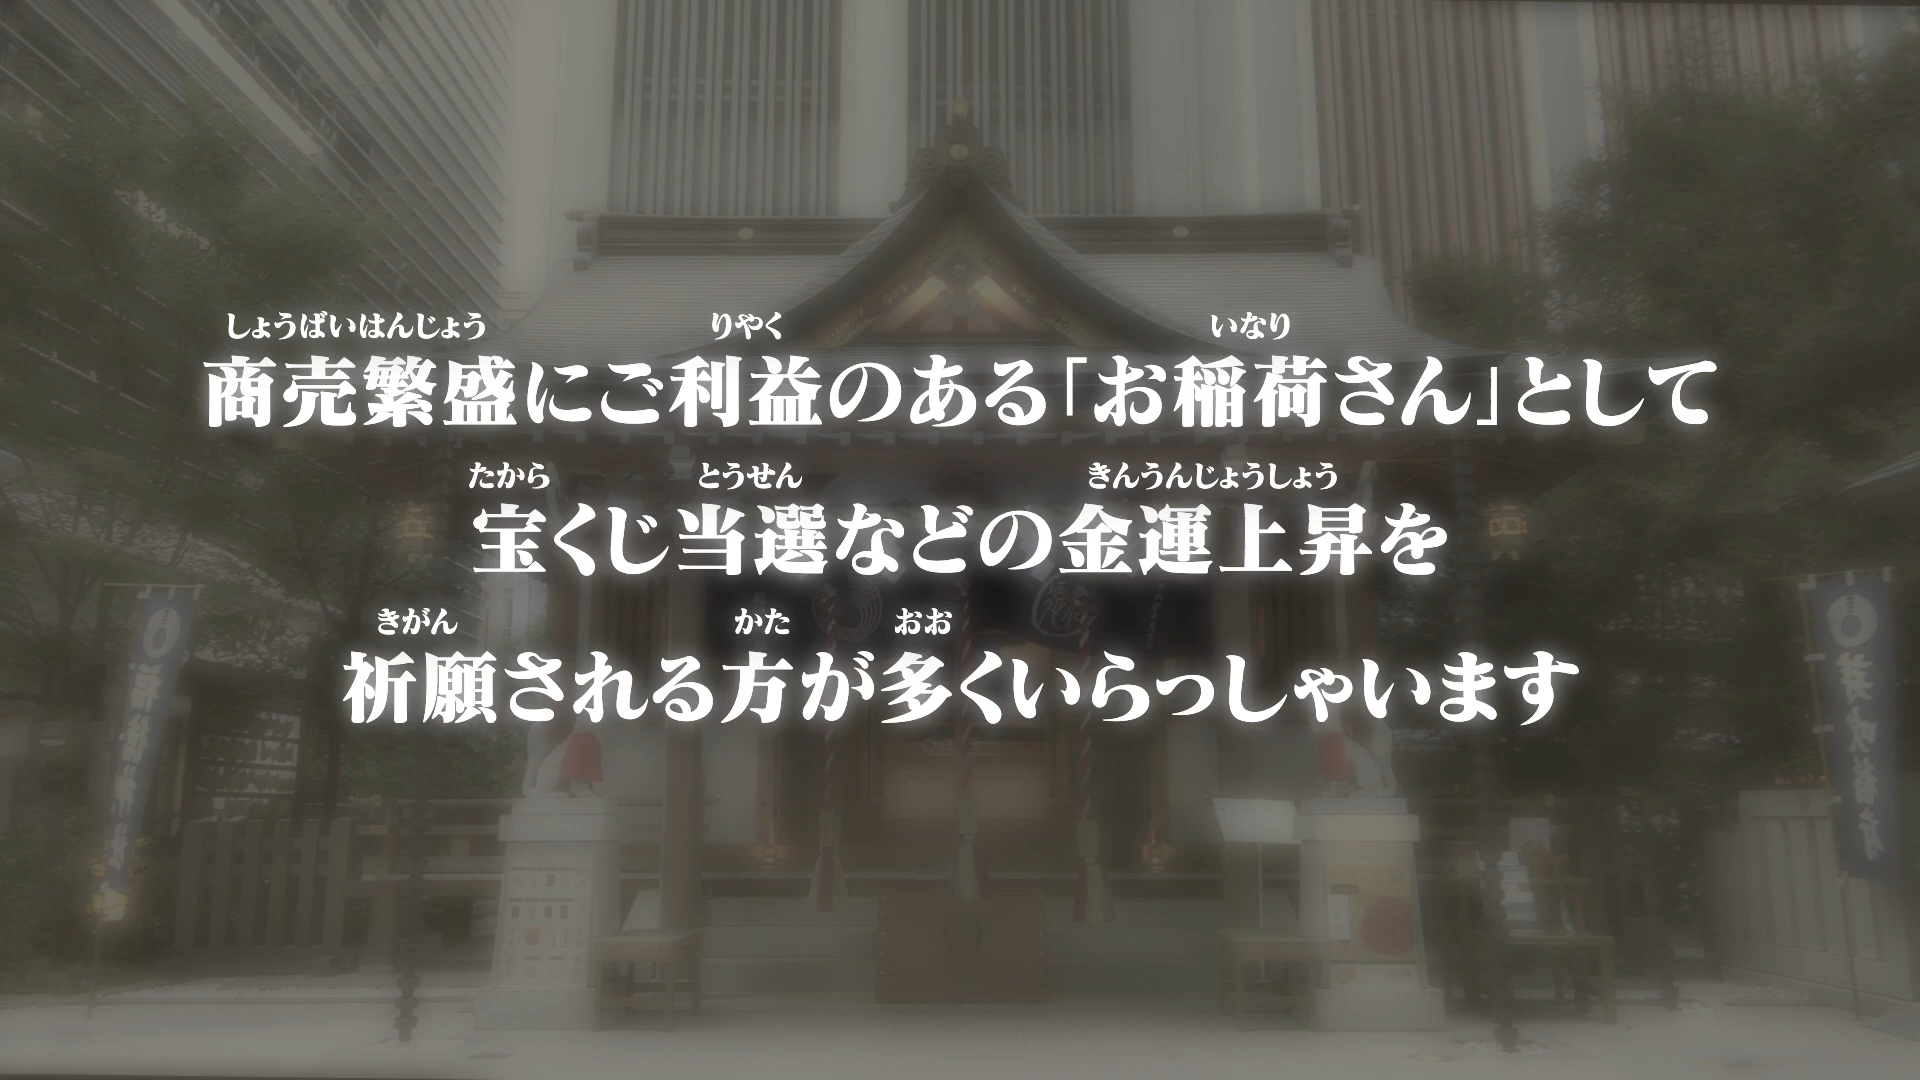 しょうばいはんじょう りやく いなり
商売繁盛にご利益のある「お稲荷さん」として
たから とうせん きんうんじょうしょう
宝くじ当選などの金運上昇を
きがん かた おお
祈願される方が多くいらっしゃいます